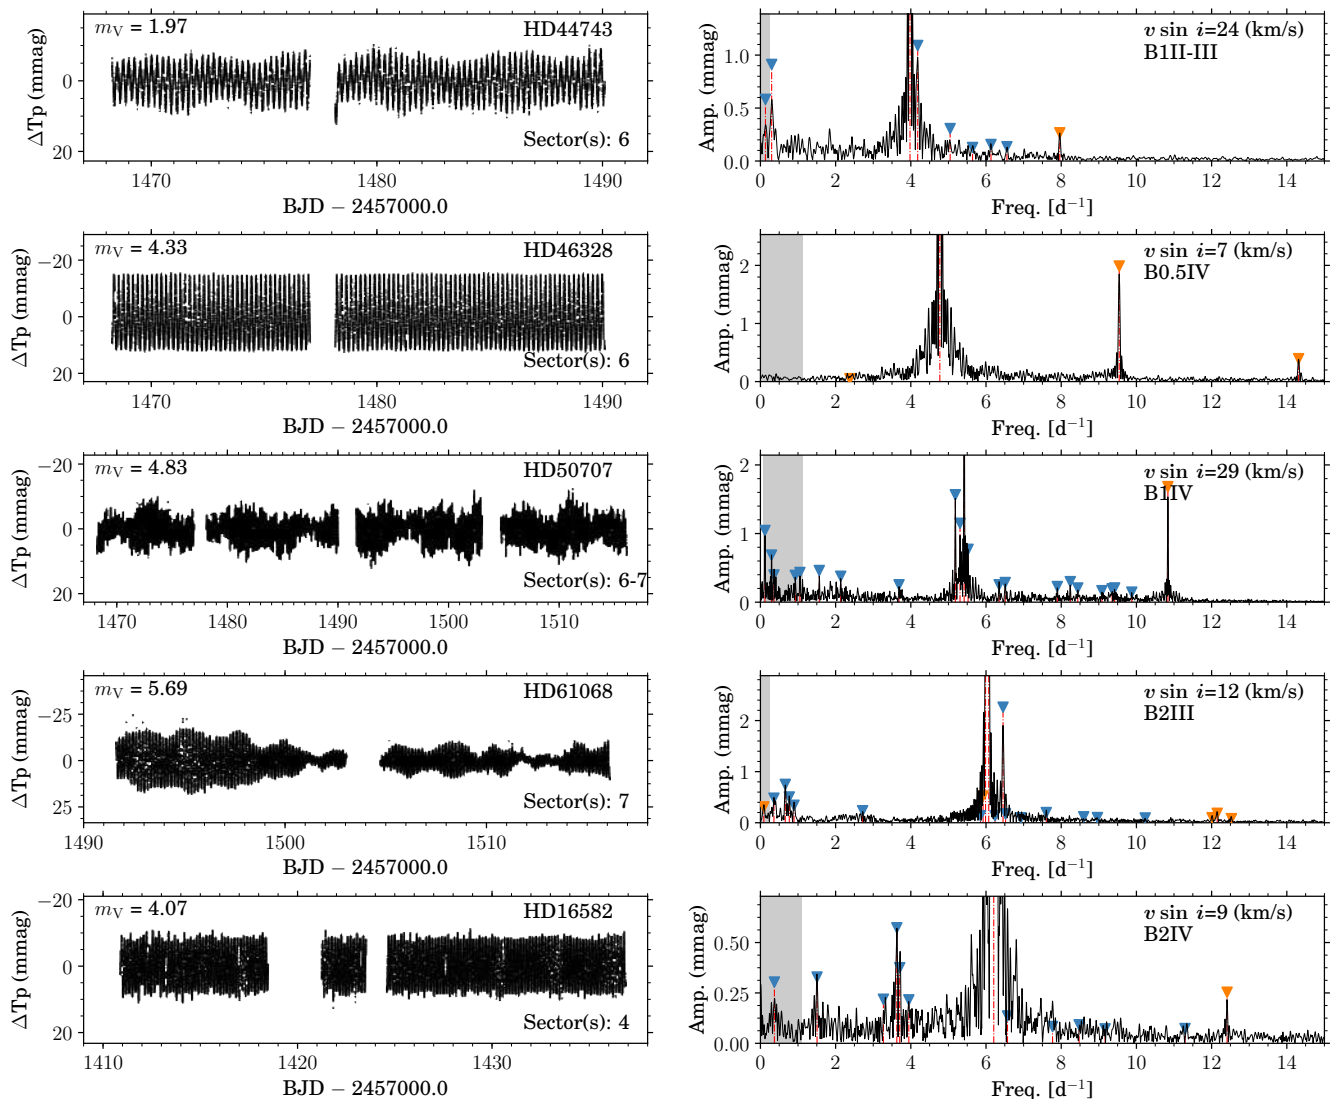 m_V = 1.97
HD44743
Sector(s): 6
ΔTp (mmag)
0
20
1470
1480
1490
BJD − 2457000.0
v sin i=24 (km/s)
B1II-III
Amp. (mmag)
1.0
0.5
0.0
0 2 4 6 8 10 12 14
Freq. [d⁻¹]
m_V = 4.33
HD46328
Sector(s): 6
ΔTp (mmag)
−20
0
20
1470
1480
1490
BJD − 2457000.0
v sin i=7 (km/s)
B0.5IV
Amp. (mmag)
2
1
0
0 2 4 6 8 10 12 14
Freq. [d⁻¹]
m_V = 4.83
HD50707
Sector(s): 6-7
ΔTp (mmag)
−20
0
20
1470 1480 1490 1500 1510
BJD − 2457000.0
v sin i=29 (km/s)
B1IV
Amp. (mmag)
2
1
0
0 2 4 6 8 10 12 14
Freq. [d⁻¹]
m_V = 5.69
HD61068
Sector(s): 7
ΔTp (mmag)
−25
0
25
1490 1500 1510
BJD − 2457000.0
v sin i=12 (km/s)
B2III
Amp. (mmag)
2
1
0
0 2 4 6 8 10 12 14
Freq. [d⁻¹]
m_V = 4.07
HD16582
Sector(s): 4
ΔTp (mmag)
−20
0
20
1410 1420 1430
BJD − 2457000.0
v sin i=9 (km/s)
B2IV
Amp. (mmag)
0.50
0.25
0.00
0 2 4 6 8 10 12 14
Freq. [d⁻¹]